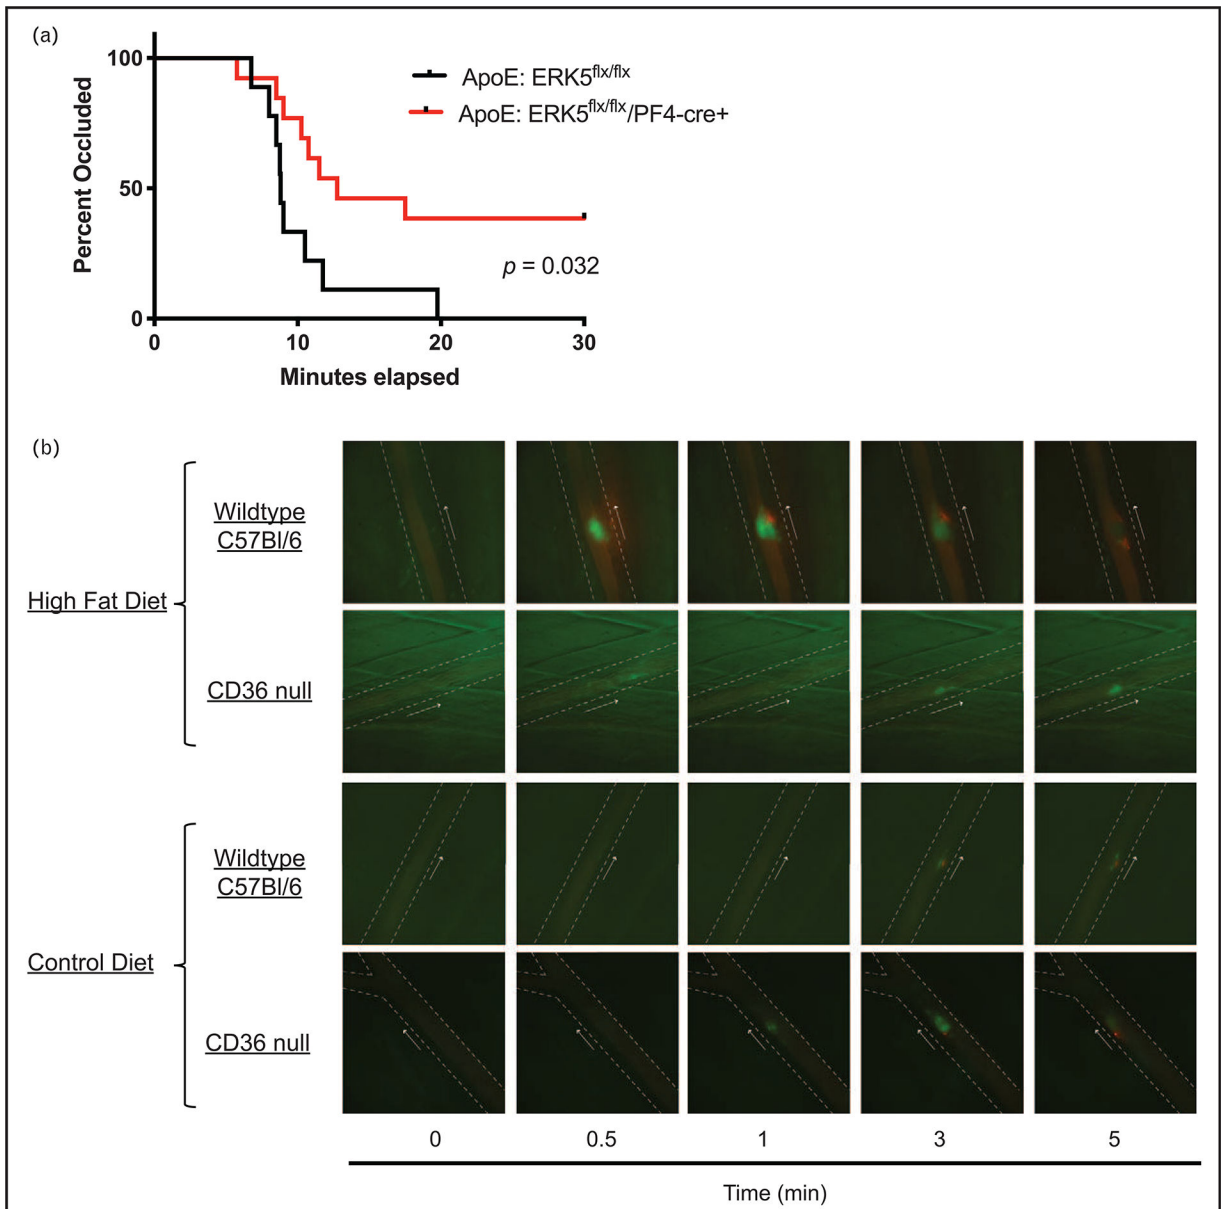 (a)
100
50
0
Percent Occluded
ApoE: ERK5flx/flx
ApoE: ERK5flx/flx/PF4-cre+
p = 0.032
0 10 20 30
Minutes elapsed
(b)
High Fat Diet
Wildtype
C57Bl/6
CD36 null
Control Diet
Wildtype
C57Bl/6
CD36 null
0 0.5 1 3 5
Time (min)